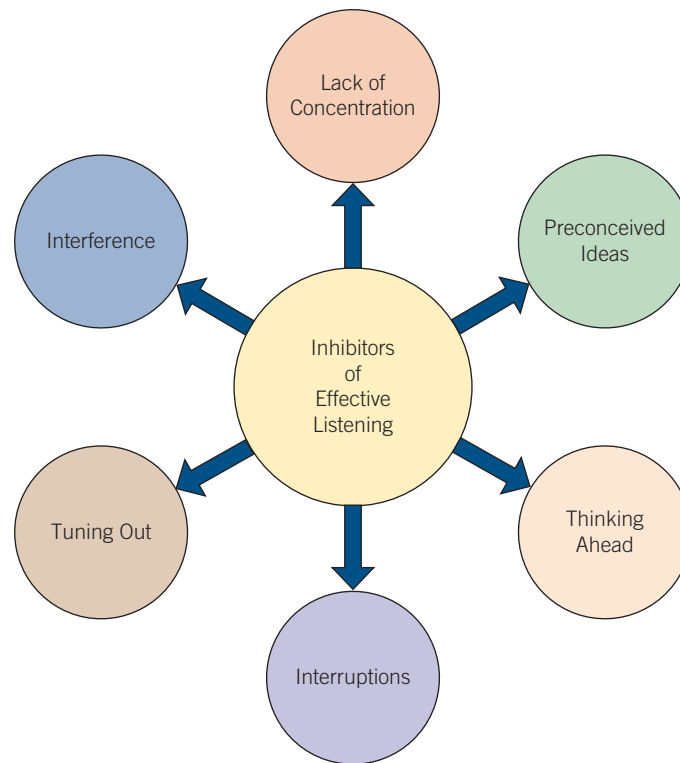 Lack of
Concentration
Interference
Preconceived
Ideas
Inhibitors
of
Effective
Listening
Tuning Out
Thinking
Ahead
Interruptions